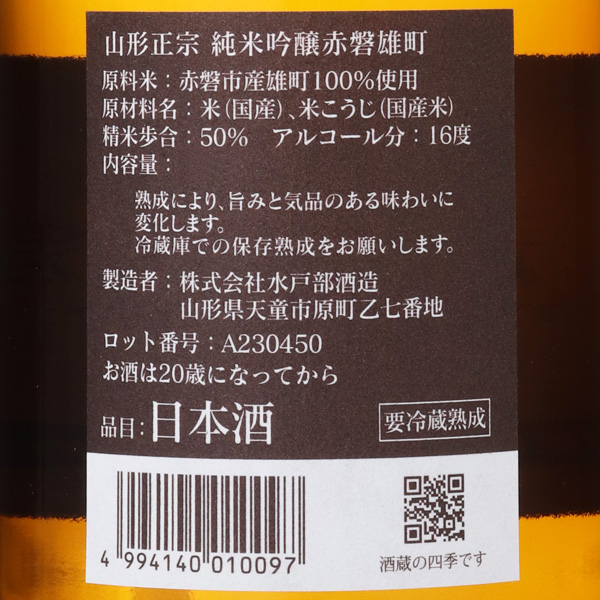 山形正宗 純米吟醸赤磐雄町
原料米：赤磐市産雄町100%使用
原材料名：米(国産)、米こうじ(国産米)
精米歩合：50% アルコール分：16度
内容量：
熟成により、旨みと気品のある味わいに
変化します。
冷蔵庫での保存熟成をお願いします。
製造者：株式会社水戸部酒造
山形県天童市原町乙七番地
ロット番号：A230450
お酒は20歳になってから
品目：日本酒
要冷蔵熟成
4 994140 010097
酒蔵の四季です